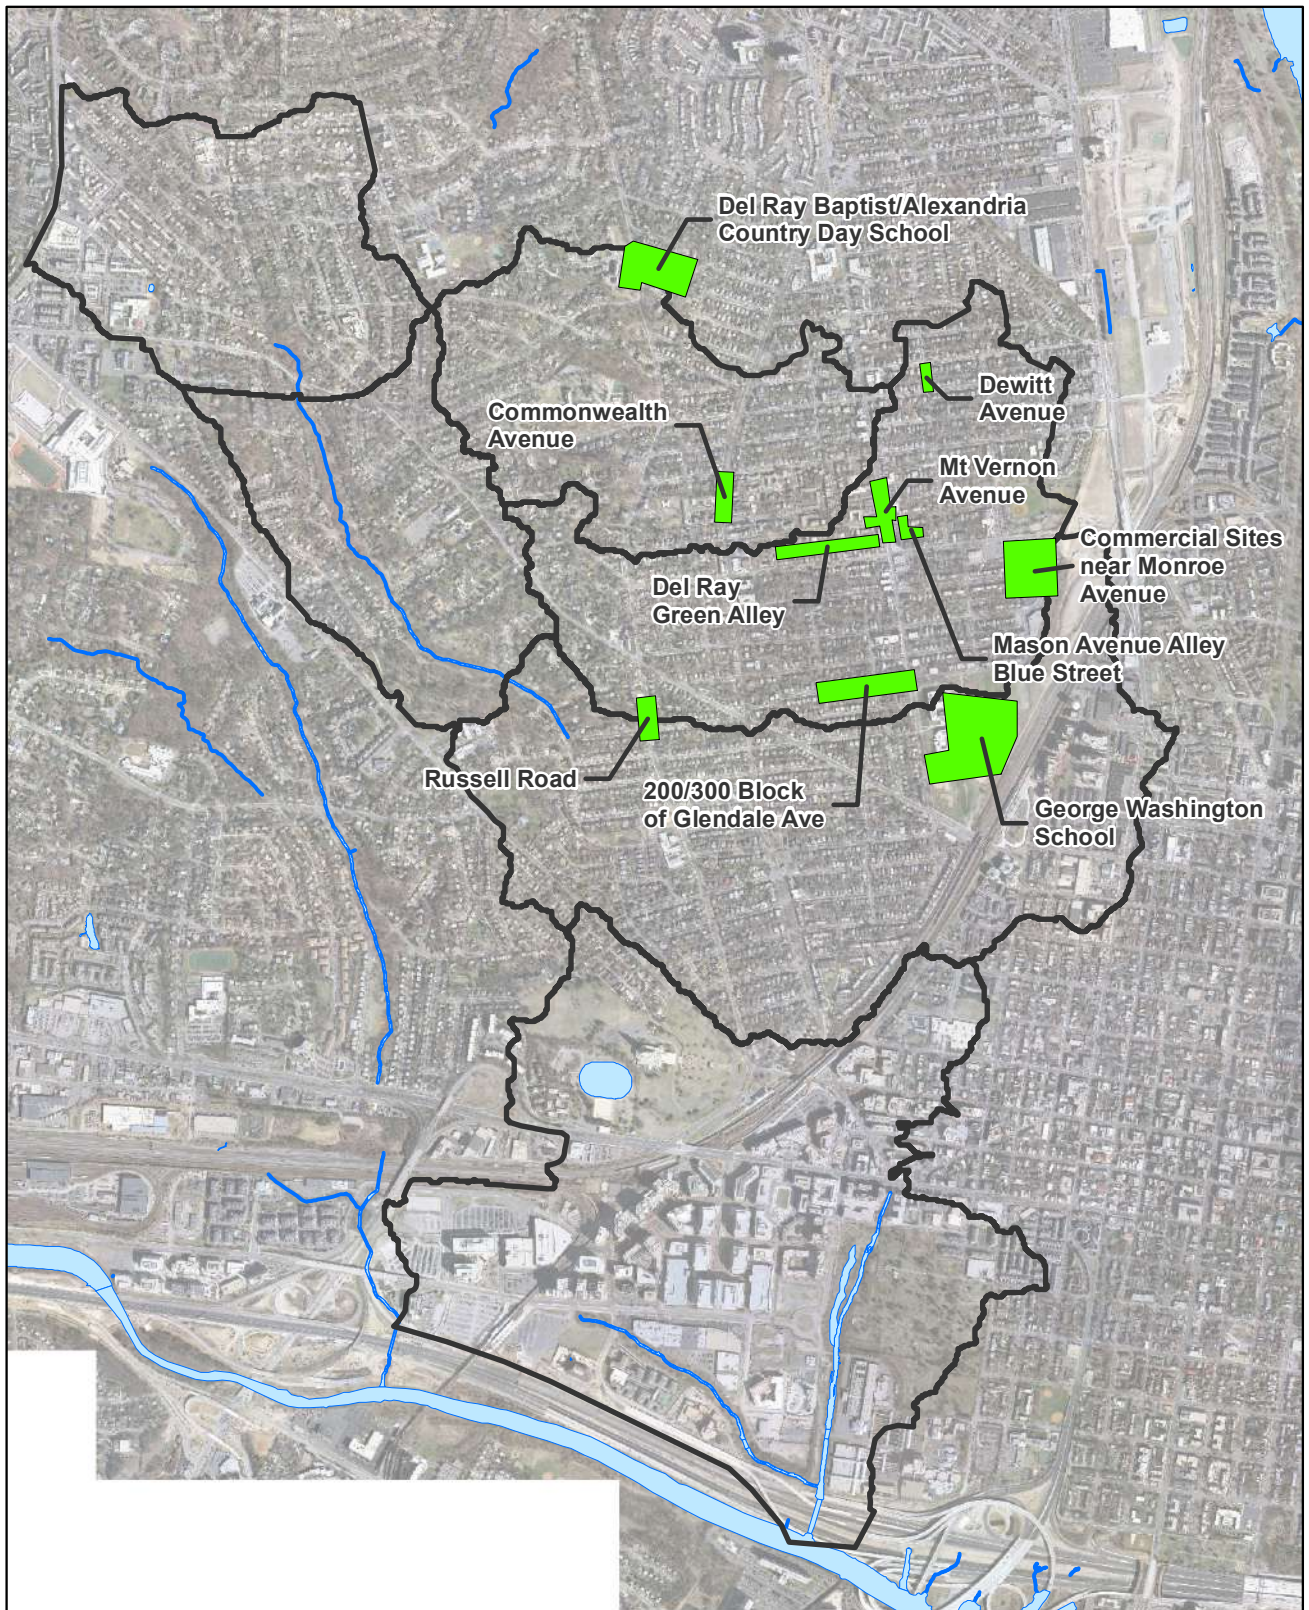 Del Ray Baptist/Alexandria
Country Day School
Dewitt
Avenue
Commonwealth
Avenue
Mt Vernon
Avenue
Commercial Sites
near Monroe
Avenue
Del Ray
Green Alley
Mason Avenue Alley
Blue Street
Russell Road
200/300 Block
of Glendale Ave
George Washington
School